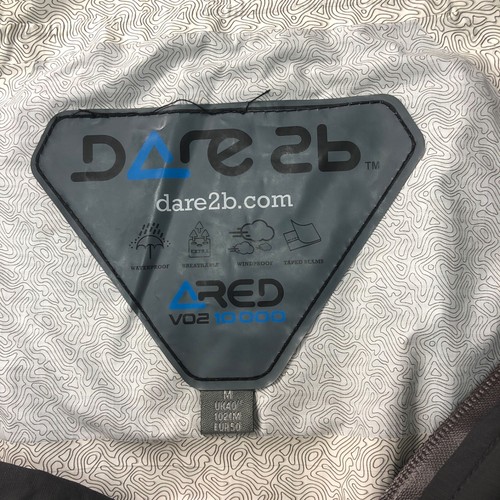 DARE 2b™
dare2b.com
WATERPROOF BREATHABLE WINDPROOF TAPED SEAMS
ARED
VO2 10 000
M
UK40"
102CM
EUR50